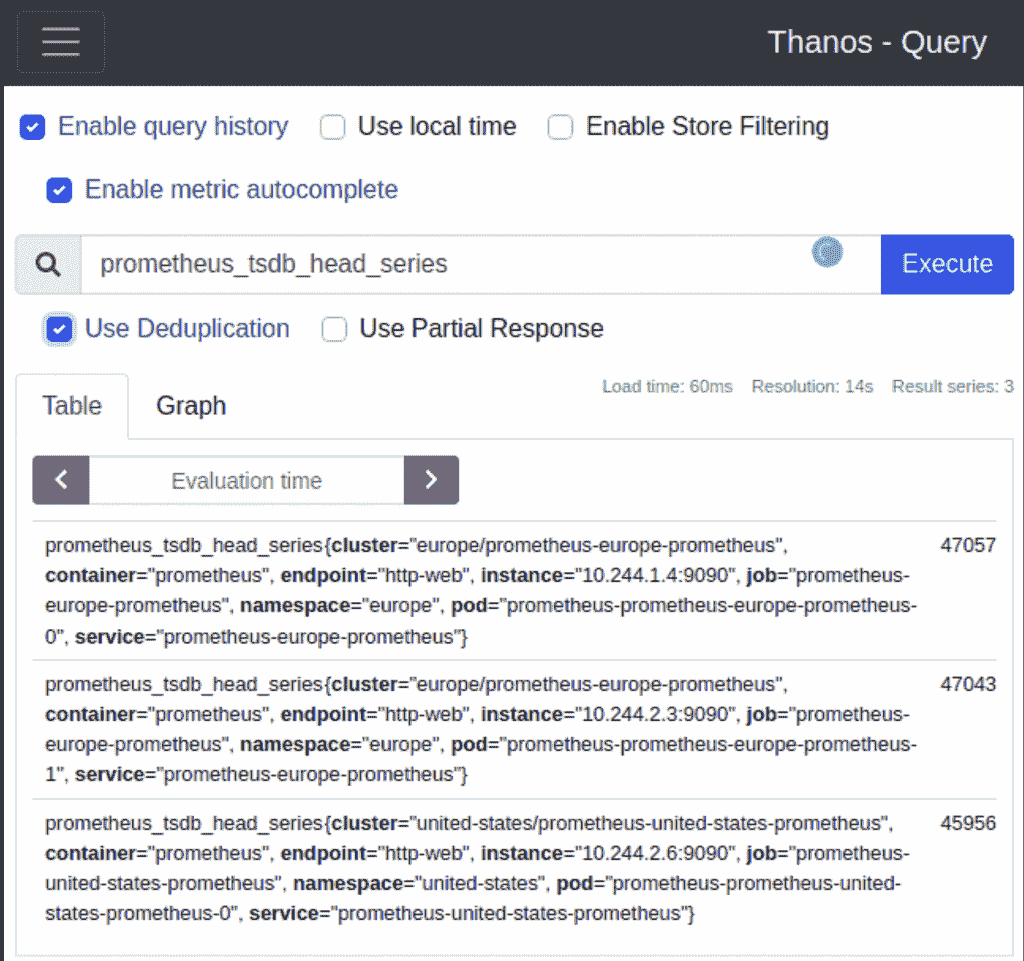 Thanos - Query
Enable query history Use local time Enable Store Filtering
Enable metric autocomplete
prometheus_tsdb_head_series Execute
Use Deduplication Use Partial Response
Load time: 60ms Resolution: 14s Result series: 3
Table Graph
Evaluation time
prometheus_tsdb_head_series{cluster="europe/prometheus-europe-prometheus", 47057
container="prometheus", endpoint="http-web", instance="10.244.1.4:9090", job="prometheus-
europe-prometheus", namespace="europe", pod="prometheus-prometheus-europe-prometheus-
0", service="prometheus-europe-prometheus"}
prometheus_tsdb_head_series{cluster="europe/prometheus-europe-prometheus", 47043
container="prometheus", endpoint="http-web", instance="10.244.2.3:9090", job="prometheus-
europe-prometheus", namespace="europe", pod="prometheus-prometheus-europe-prometheus-
1", service="prometheus-europe-prometheus"}
prometheus_tsdb_head_series{cluster="united-states/prometheus-united-states-prometheus", 45956
container="prometheus", endpoint="http-web", instance="10.244.2.6:9090", job="prometheus-
united-states-prometheus", namespace="united-states", pod="prometheus-prometheus-united-
states-prometheus-0", service="prometheus-united-states-prometheus"}